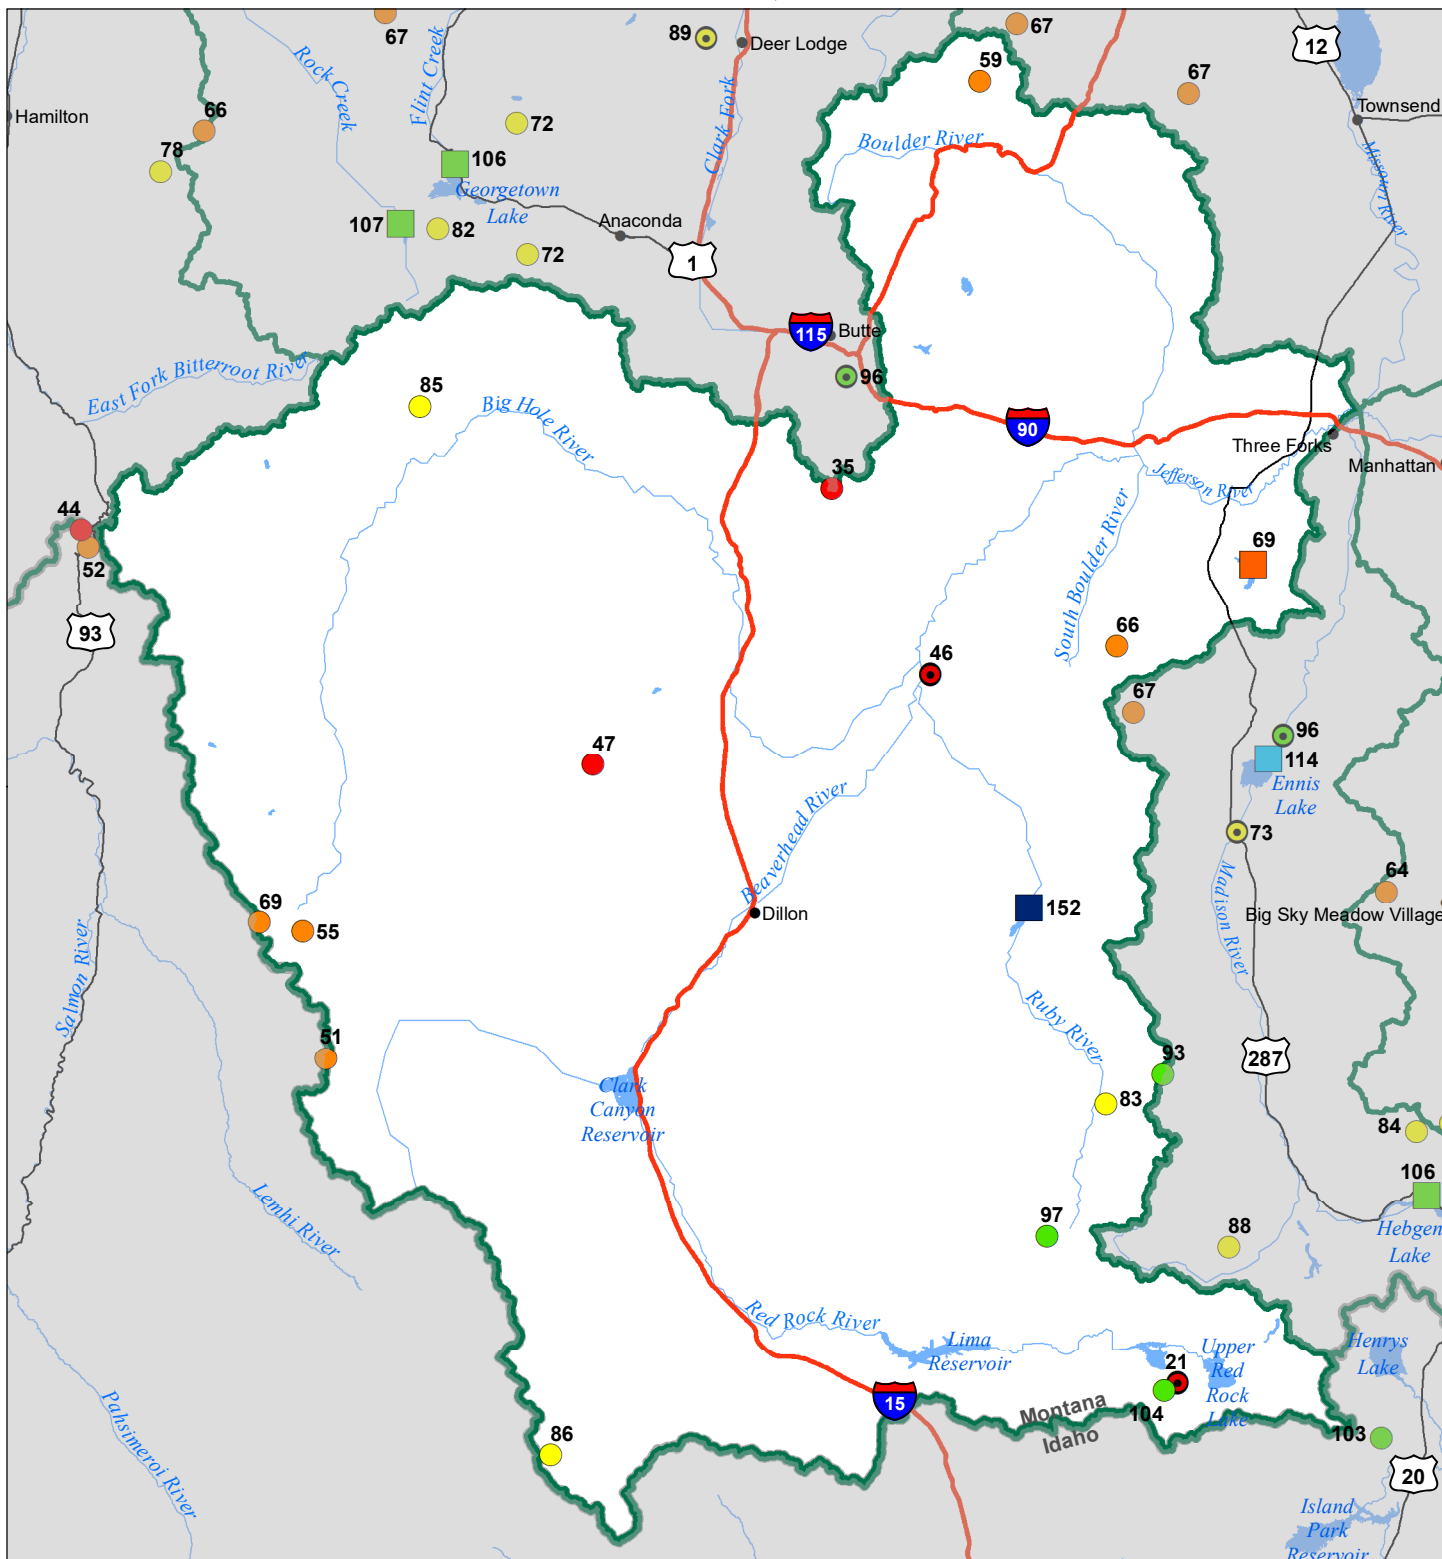 67
89
Deer Lodge
67
12
59
67
Rock Creek
Flint Creek
Clark Fork
Hamilton
66
72
Boulder River
Townsend
78
106
Georgetown
Lake
Missouri River
107
82
Anaconda
72
1
115
Butte
East Fork Bitterroot River
96
85
Big Hole River
90
Three Forks
Manhattan
35
Jefferson River
44
52
South Boulder River
69
93
66
46
67
47
96
114
Ennis
Lake
Beaverhead River
73
Madison River
64
Big Sky Meadow Village
69
55
Dillon
152
Salmon River
Ruby River
51
93
287
Clark
Canyon
Reservoir
83
84
106
Lemhi River
97
88
Hebgen
Lake
Red Rock River
Lima
Reservoir
Upper
Red
Rock
Lake
21
104
Henrys
Lake
15
Montana
Idaho
Pahsimeroi River
86
103
20
Island
Park
Reservoir